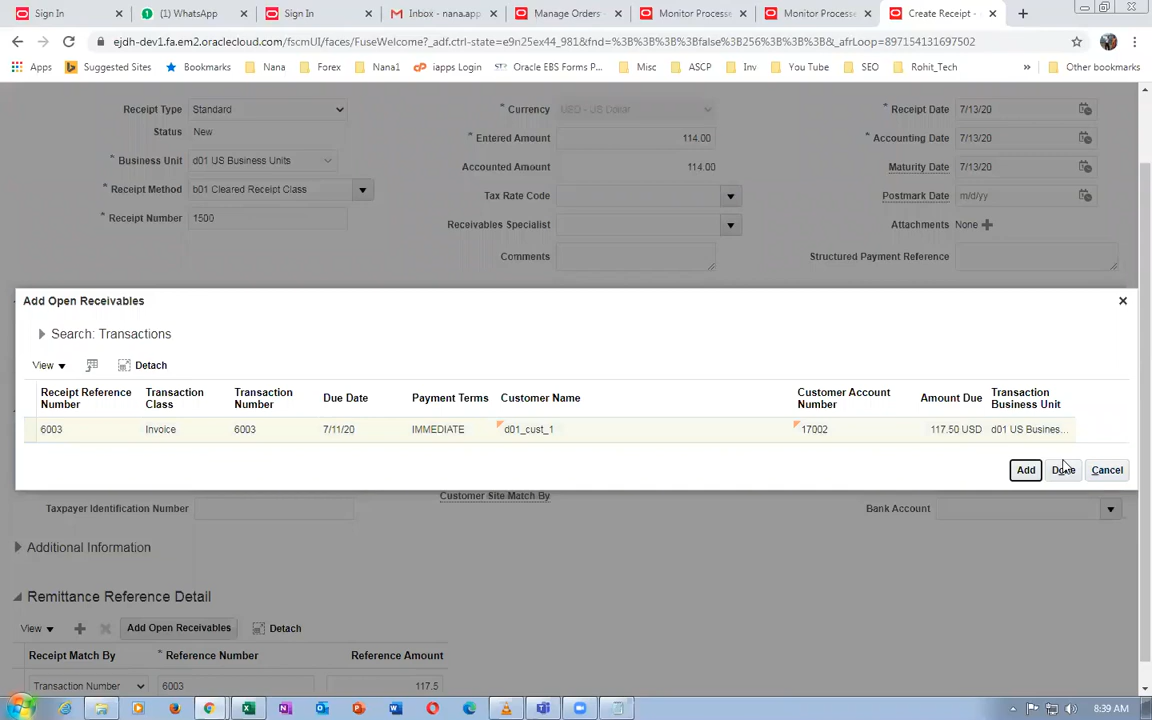 Sign In
(1) WhatsApp
Sign In
Inbox - nana.app
Manage Orders -
Monitor Processe
Monitor Processe
Create Receipt -
ejdh-dev1.fa.em2.oraclecloud.com/fscmUI/faces/FuseWelcome?_adf.ctrl-state=e9n25ex44_981&fnd=%3B%3B%3B%3Bfalse%3B256%3B%3B%3B&_afrLoop=897154131697502
Apps
Suggested Sites
Bookmarks
Nana
Forex
Nana1
iapps Login
Oracle EBS Forms P...
Misc
ASCP
Inv
You Tube
SEO
Rohit_Tech
»
Other bookmarks
Receipt Type Standard
* Currency USD - US Dollar
* Receipt Date 7/13/20
Status New
* Entered Amount 114.00
* Accounting Date 7/13/20
* Business Unit d01 US Business Units
Accounted Amount 114.00
Maturity Date 7/13/20
* Receipt Method b01 Cleared Receipt Class
Tax Rate Code
Postmark Date m/d/yy
* Receipt Number 1500
Receivables Specialist
Attachments None
Comments
Structured Payment Reference
Add Open Receivables
Search: Transactions
View
Detach
Receipt Reference Number
Transaction Class
Transaction Number
Due Date
Payment Terms
Customer Name
Customer Account Number
Amount Due
Transaction Business Unit
6003 Invoice 6003 7/11/20 IMMEDIATE d01_cust_1 17002 117.50 USD d01 US Busines...
Add Done Cancel
Customer Site Match By
Taxpayer Identification Number
Bank Account
Additional Information
Remittance Reference Detail
View
Add Open Receivables
Detach
Receipt Match By
* Reference Number
Reference Amount
Transaction Number 6003 117.5
8:39 AM